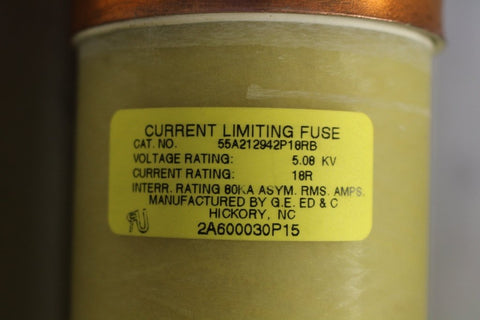 CURRENT LIMITING FUSE
CAT. NO. 55A212942P18RB
VOLTAGE RATING: 5.08 KV
CURRENT RATING: 18R
INTERR. RATING 80KA ASYM. RMS. AMPS.
MANUFACTURED BY G.E. ED & C
HICKORY, NC
2A600030P15